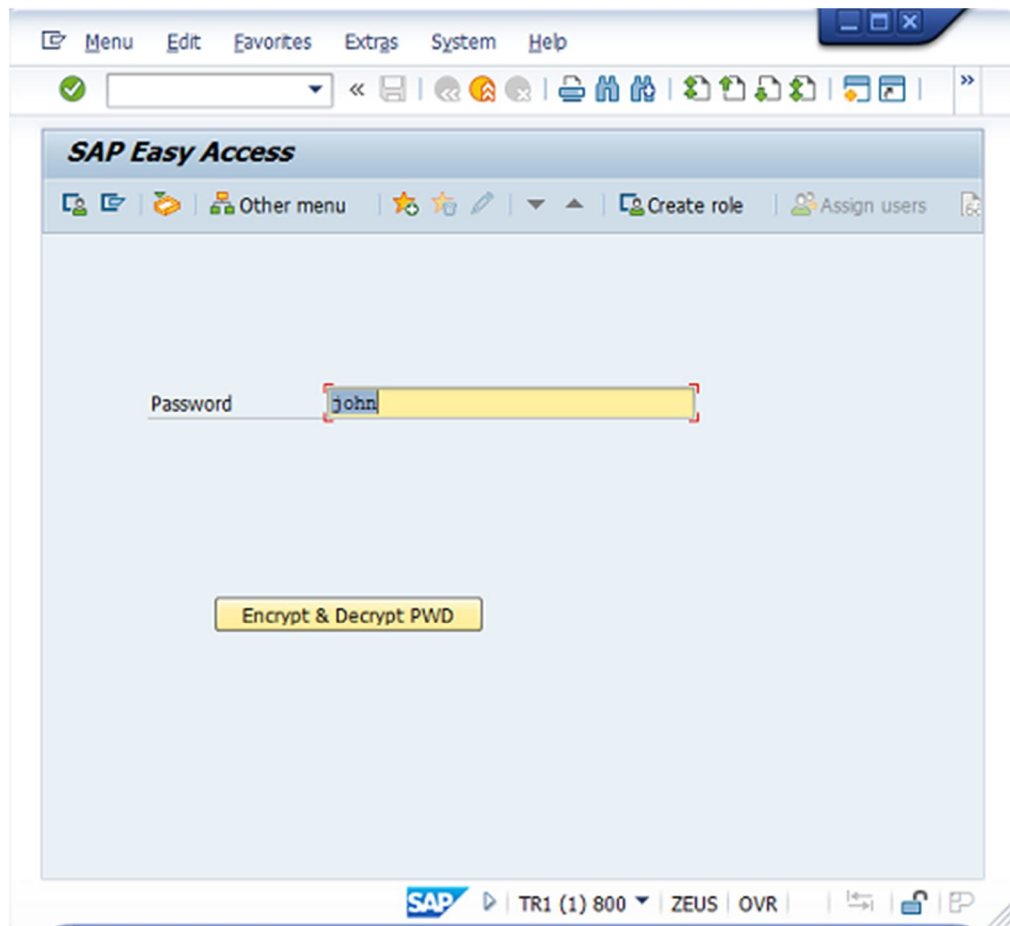 Menu Edit Favorites Extras System Help
SAP Easy Access
Other menu Create role Assign users
Password john
Encrypt & Decrypt PWD
SAP TR1 (1) 800 ZEUS OVR